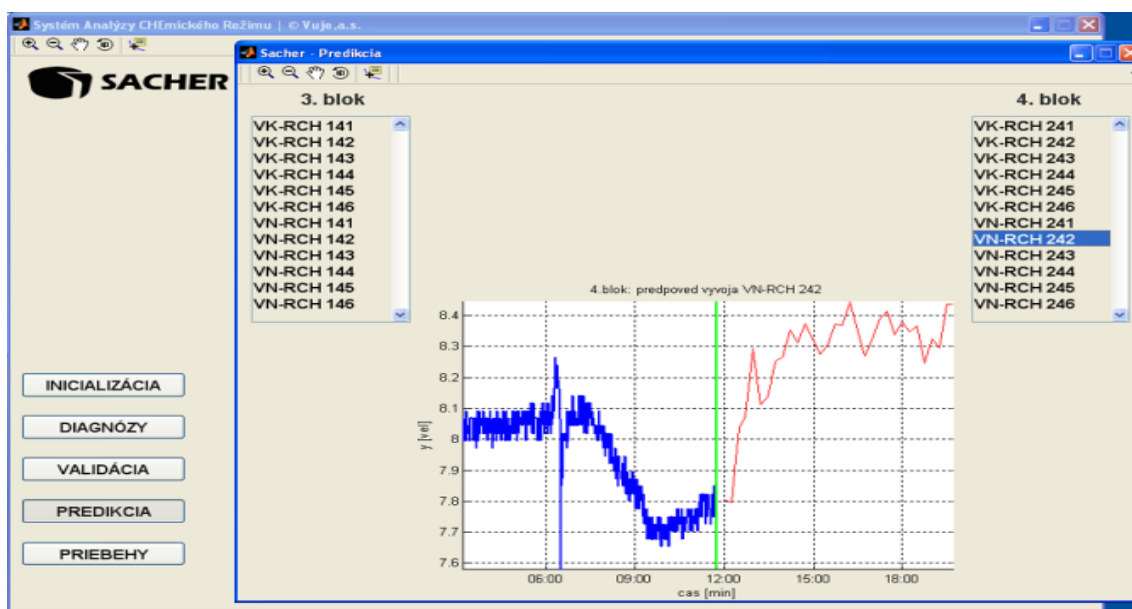 Systém Analýzy CHEmického Režimu | © Vuje,a.s.
Sacher - Predikcia
SACHER
3. blok
VK-RCH 141
VK-RCH 142
VK-RCH 143
VK-RCH 144
VK-RCH 145
VK-RCH 146
VN-RCH 141
VN-RCH 142
VN-RCH 143
VN-RCH 144
VN-RCH 145
VN-RCH 146
4. blok
VK-RCH 241
VK-RCH 242
VK-RCH 243
VK-RCH 244
VK-RCH 245
VK-RCH 246
VN-RCH 241
VN-RCH 242
VN-RCH 243
VN-RCH 244
VN-RCH 245
VN-RCH 246
INICIALIZÁCIA
DIAGNÓZY
VALIDÁCIA
PREDIKCIA
PRIEBEHY
4.blok: predpoved vyvoja VN-RCH 242
y [vel]
8.4
8.3
8.2
8.1
8
7.9
7.8
7.7
7.6
06:00 09:00 12:00 15:00 18:00
cas [min]